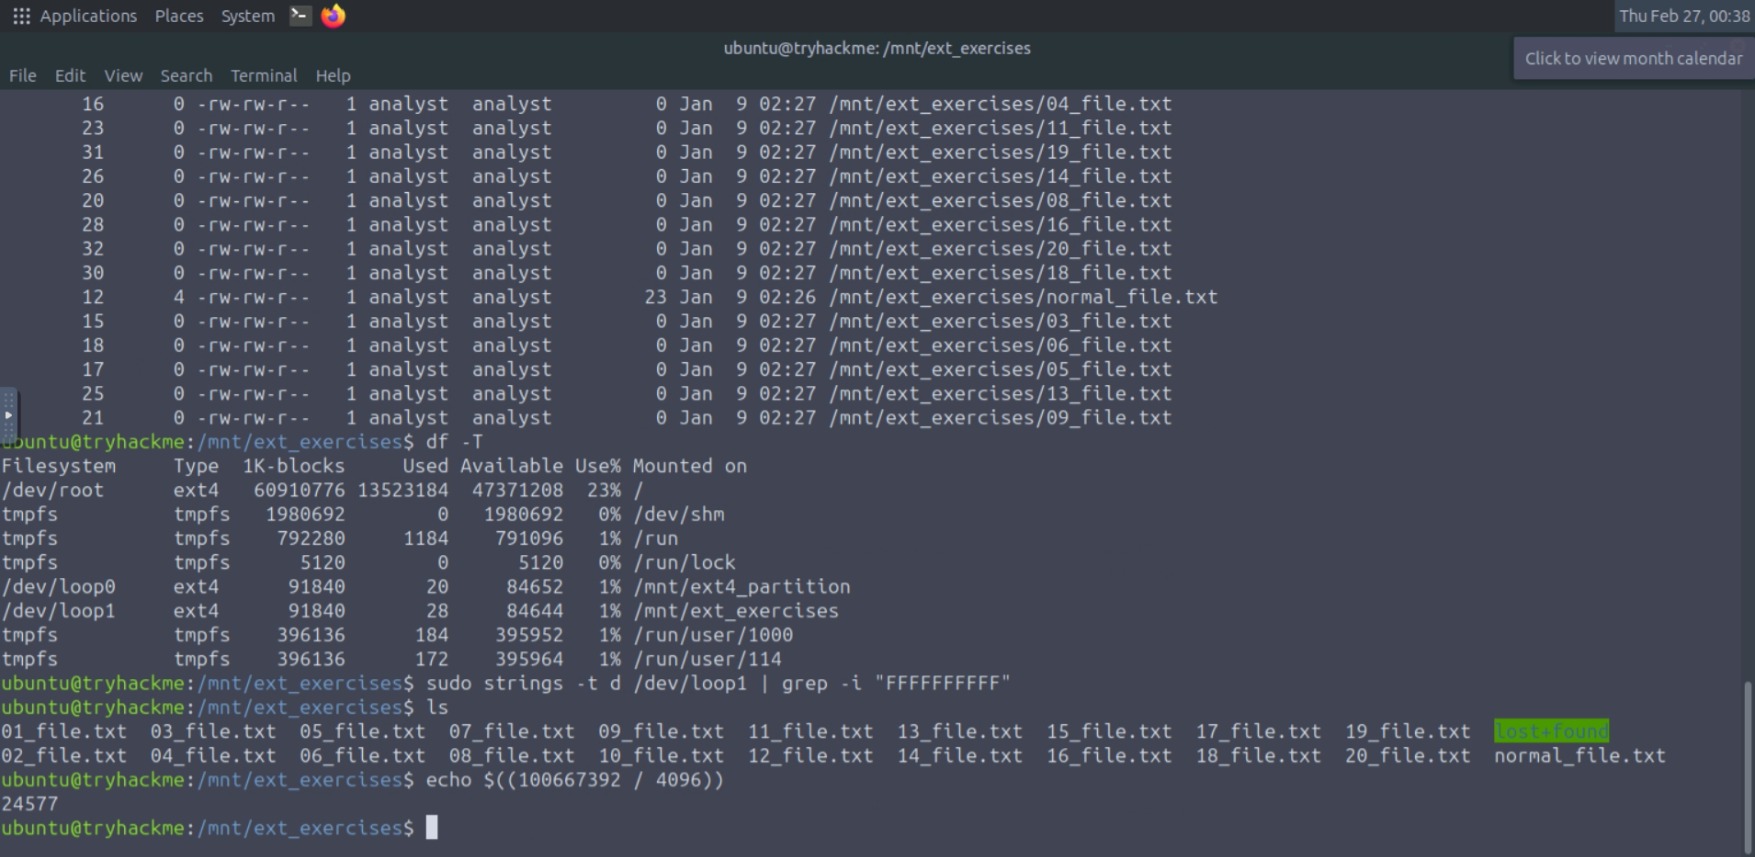 Applications Places System Thu Feb 27, 00:38
ubuntu@tryhackme: /mnt/ext_exercises
Click to view month calendar
File Edit View Search Terminal Help
16 0 -rw-rw-r-- 1 analyst analyst 0 Jan 9 02:27 /mnt/ext_exercises/04_file.txt
23 0 -rw-rw-r-- 1 analyst analyst 0 Jan 9 02:27 /mnt/ext_exercises/11_file.txt
31 0 -rw-rw-r-- 1 analyst analyst 0 Jan 9 02:27 /mnt/ext_exercises/19_file.txt
26 0 -rw-rw-r-- 1 analyst analyst 0 Jan 9 02:27 /mnt/ext_exercises/14_file.txt
20 0 -rw-rw-r-- 1 analyst analyst 0 Jan 9 02:27 /mnt/ext_exercises/08_file.txt
28 0 -rw-rw-r-- 1 analyst analyst 0 Jan 9 02:27 /mnt/ext_exercises/16_file.txt
32 0 -rw-rw-r-- 1 analyst analyst 0 Jan 9 02:27 /mnt/ext_exercises/20_file.txt
30 0 -rw-rw-r-- 1 analyst analyst 0 Jan 9 02:27 /mnt/ext_exercises/18_file.txt
12 4 -rw-rw-r-- 1 analyst analyst 23 Jan 9 02:26 /mnt/ext_exercises/normal_file.txt
15 0 -rw-rw-r-- 1 analyst analyst 0 Jan 9 02:27 /mnt/ext_exercises/03_file.txt
18 0 -rw-rw-r-- 1 analyst analyst 0 Jan 9 02:27 /mnt/ext_exercises/06_file.txt
17 0 -rw-rw-r-- 1 analyst analyst 0 Jan 9 02:27 /mnt/ext_exercises/05_file.txt
25 0 -rw-rw-r-- 1 analyst analyst 0 Jan 9 02:27 /mnt/ext_exercises/13_file.txt
21 0 -rw-rw-r-- 1 analyst analyst 0 Jan 9 02:27 /mnt/ext_exercises/09_file.txt
ubuntu@tryhackme:/mnt/ext_exercises$ df -T
Filesystem Type 1K-blocks Used Available Use% Mounted on
/dev/root ext4 60910776 13523184 47371208 23% /
tmpfs tmpfs 1980692 0 1980692 0% /dev/shm
tmpfs tmpfs 792280 1184 791096 1% /run
tmpfs tmpfs 5120 0 5120 0% /run/lock
/dev/loop0 ext4 91840 20 84652 1% /mnt/ext4_partition
/dev/loop1 ext4 91840 28 84644 1% /mnt/ext_exercises
tmpfs tmpfs 396136 184 395952 1% /run/user/1000
tmpfs tmpfs 396136 172 395964 1% /run/user/114
ubuntu@tryhackme:/mnt/ext_exercises$ sudo strings -t d /dev/loop1 | grep -i "FFFFFFFFFF"
ubuntu@tryhackme:/mnt/ext_exercises$ ls
01_file.txt 03_file.txt 05_file.txt 07_file.txt 09_file.txt 11_file.txt 13_file.txt 15_file.txt 17_file.txt 19_file.txt lost+found
02_file.txt 04_file.txt 06_file.txt 08_file.txt 10_file.txt 12_file.txt 14_file.txt 16_file.txt 18_file.txt 20_file.txt normal_file.txt
ubuntu@tryhackme:/mnt/ext_exercises$ echo $((100667392 / 4096))
24577
ubuntu@tryhackme:/mnt/ext_exercises$